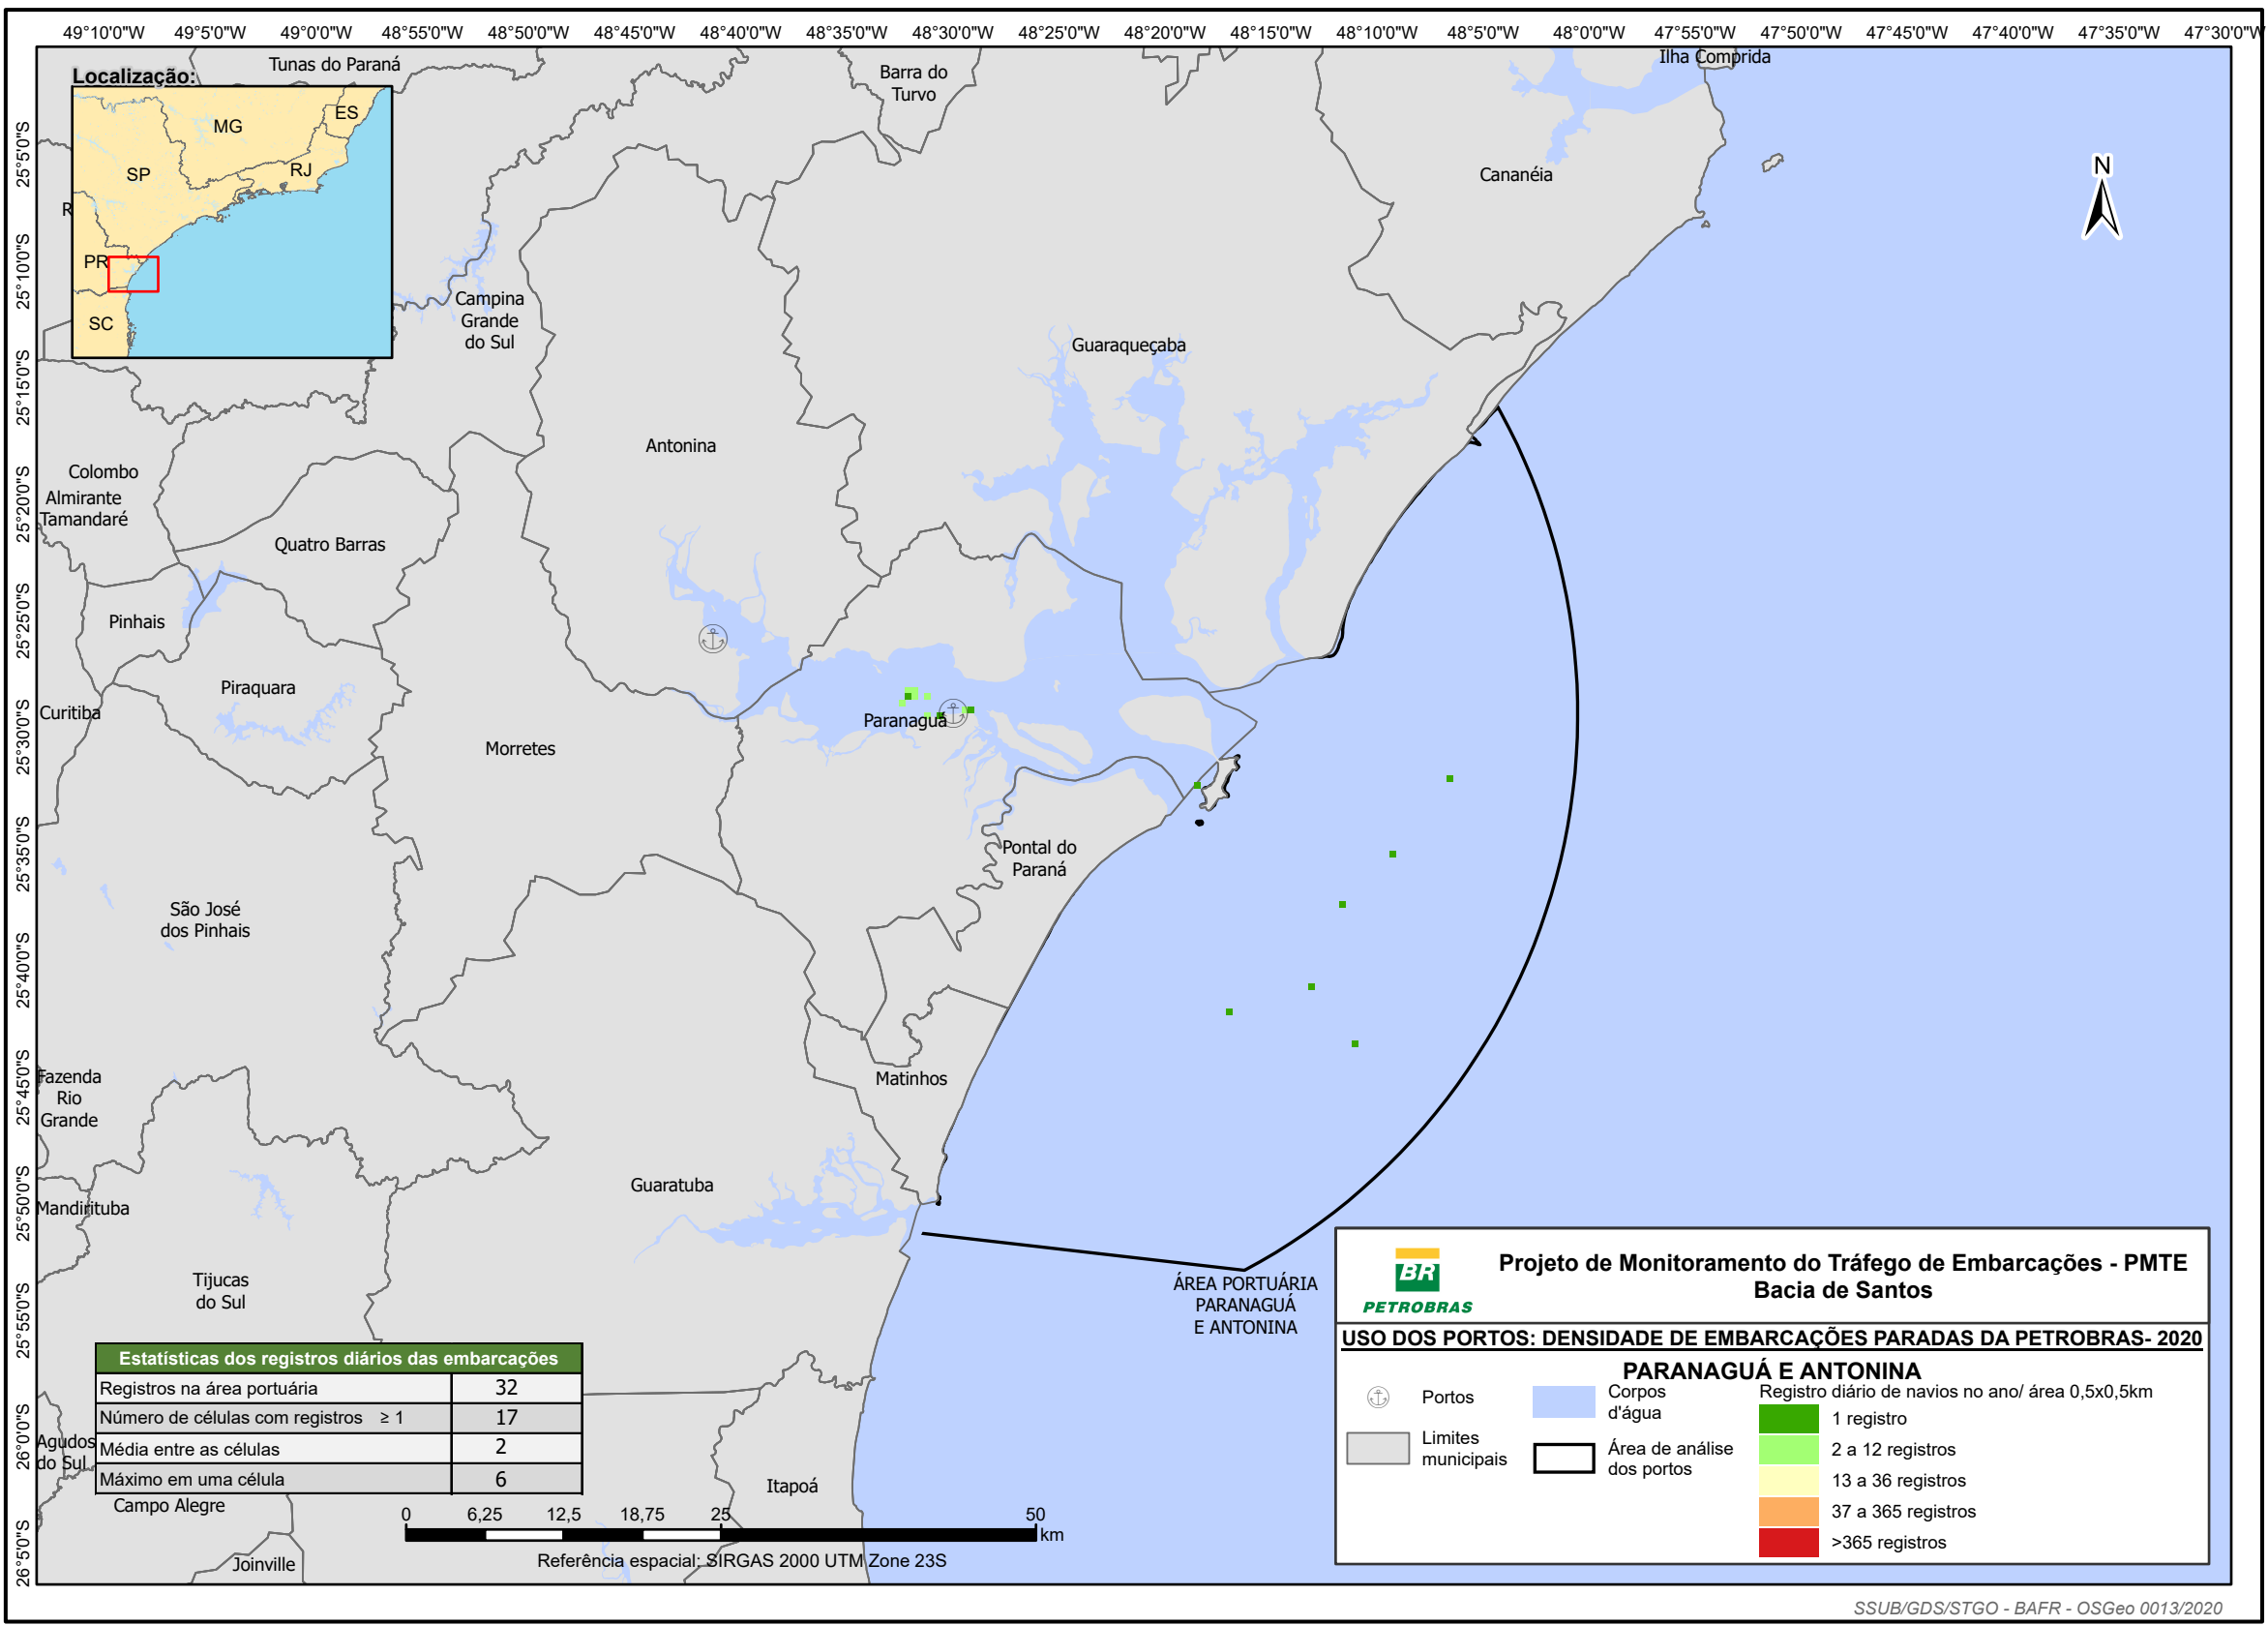 49°10'0"W 49°5'0"W 49°0'0"W 48°55'0"W 48°50'0"W 48°45'0"W 48°40'0"W 48°35'0"W 48°30'0"W 48°25'0"W 48°20'0"W 48°15'0"W 48°10'0"W 48°5'0"W 48°0'0"W 47°55'0"W 47°50'0"W 47°45'0"W 47°40'0"W 47°35'0"W 47°30'0"W
25°5'0"S
25°10'0"S
25°15'0"S
25°20'0"S
25°25'0"S
25°30'0"S
25°35'0"S
25°40'0"S
25°45'0"S
25°50'0"S
25°55'0"S
26°0'0"S
26°5'0"S
Localização:
MG
ES
SP
RJ
R
PR
SC
Tunas do Paraná
Barra do
Turvo
Ilha Comprida
Cananéia
N
Campina
Grande
do Sul
Guaraqueçaba
Antonina
Colombo
Almirante
Tamandaré
Quatro Barras
Pinhais
Piraquara
Curitiba
Morretes
Paranaguá
Pontal do
Paraná
São José
dos Pinhais
Matinhos
Fazenda
Rio
Grande
Guaratuba
Mandirituba
Tijucas
do Sul
ÁREA PORTUÁRIA
PARANAGUÁ
E ANTONINA
Agudos
do Sul
Campo Alegre
Itapoá
Joinville
Estatísticas dos registros diários das embarcações
Registros na área portuária 32
Número de células com registros ≥ 1 17
Média entre as células 2
Máximo em uma célula 6
0 6,25 12,5 18,75 25 50
km
Referência espacial: SIRGAS 2000 UTM Zone 23S
BR
PETROBRAS
Projeto de Monitoramento do Tráfego de Embarcações - PMTE
Bacia de Santos
USO DOS PORTOS: DENSIDADE DE EMBARCAÇÕES PARADAS DA PETROBRAS- 2020
PARANAGUÁ E ANTONINA
Portos
Limites
municipais
Corpos
d'água
Área de análise
dos portos
Registro diário de navios no ano/ área 0,5x0,5km
1 registro
2 a 12 registros
13 a 36 registros
37 a 365 registros
>365 registros
SSUB/GDS/STGO - BAFR - OSGeo 0013/2020